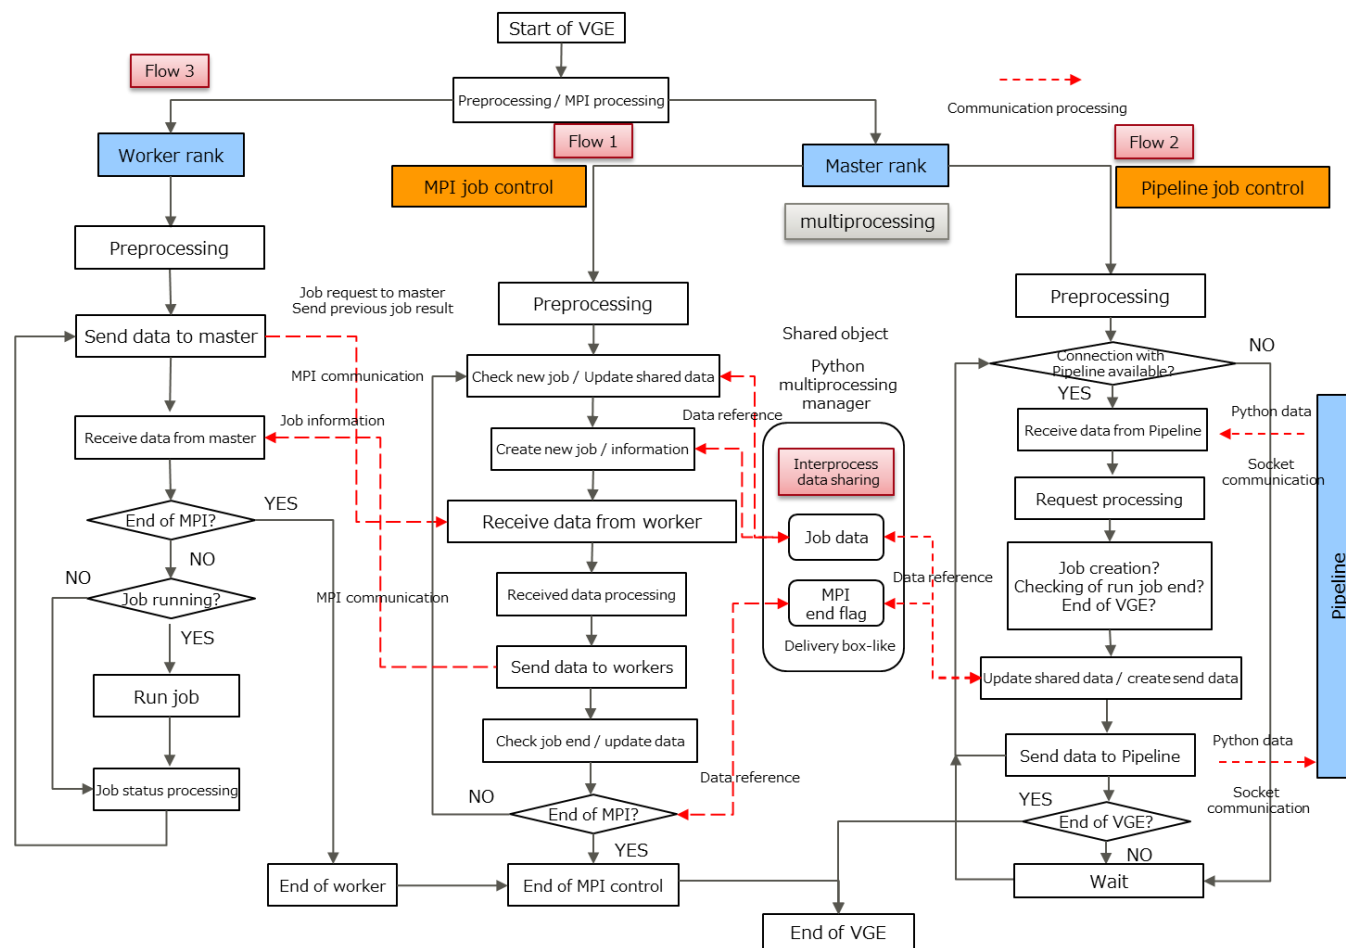 Start of VGE
Flow 3
Preprocessing / MPI processing
Communication processing
Flow 1
Flow 2
Worker rank
Master rank
MPI job control
Pipeline job control
multiprocessing
Preprocessing
Job request to master
Send previous job result
Preprocessing
Preprocessing
Send data to master
Shared object
Connection with
Pipeline available?
NO
MPI communication
Check new job / Update shared data
Python
multiprocessing
manager
YES
Job information
Data reference
Receive data from master
Create new job / information
Receive data from Pipeline
Python data
Interprocess
data sharing
Socket
communication
YES
Request processing
End of MPI?
Receive data from worker
Job data
NO
Job creation?
Checking of run job end?
End of VGE?
Data reference
NO
Job running?
MPI communication
Received data processing
MPI
end flag
Pipeline
YES
Delivery box-like
Send data to workers
Update shared data / create send data
Run job
Check job end / update data
Send data to Pipeline
Python data
Job status processing
Data reference
Socket
communication
NO
End of MPI?
YES
End of VGE?
YES
NO
End of worker
End of MPI control
Wait
End of VGE